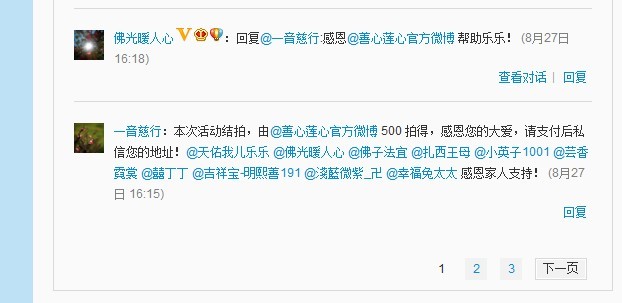 佛光暖人心 ：回复@一音慈行:感恩@善心莲心官方微博 帮助乐乐！ (8月27日
16:18)
查看对话 | 回复
一音慈行：本次活动结拍，由@善心莲心官方微博 500 拍得，感恩您的大爱，请支付后私
信您的地址！@天佑我儿乐乐 @佛光暖人心 @佛子法宜 @扎西王母 @小英子1001 @芸香
霓裳 @囍丁丁 @吉祥宝-明熙善191 @淺藍微紫_卍 @幸福兔太太 感恩家人支持！ (8月27
日 16:15)
回复
1 2 3 下一页